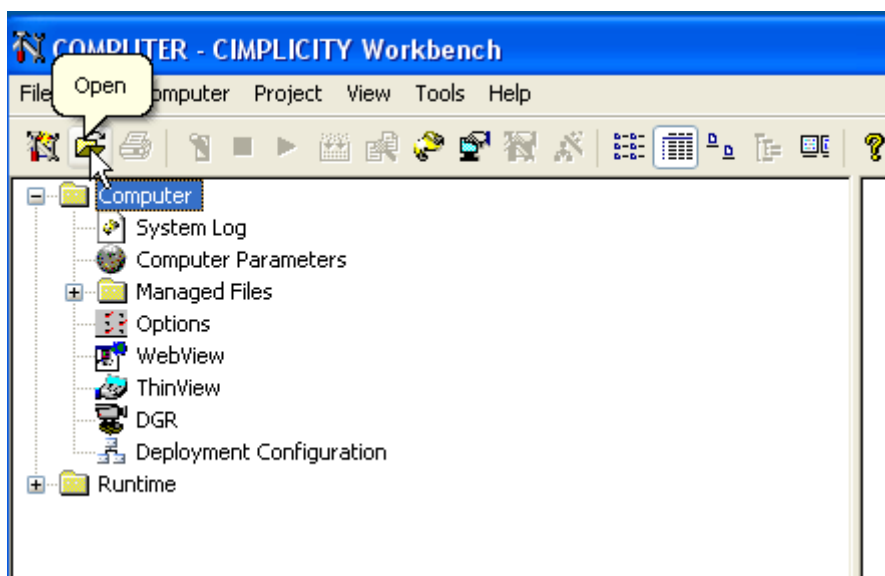 COMPUTER - CIMPLICITY Workbench
File Computer Project View Tools Help
Open
Computer
System Log
Computer Parameters
Managed Files
Options
WebView
ThinView
DGR
Deployment Configuration
Runtime